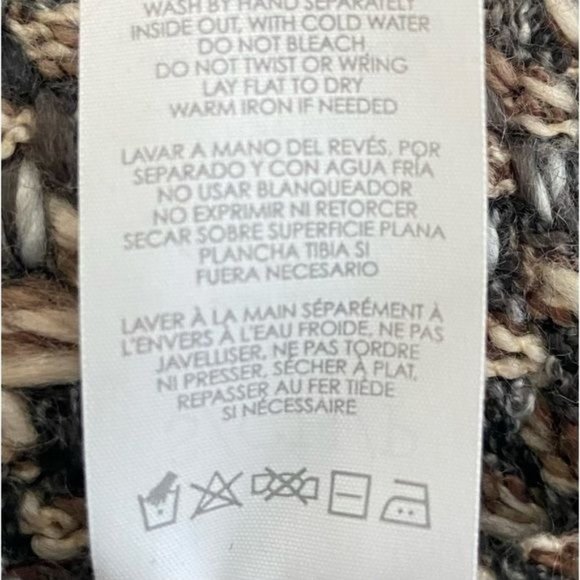 WASH BY HAND SEPARATELY
INSIDE OUT, WITH COLD WATER
DO NOT BLEACH
DO NOT TWIST OR WRING
LAY FLAT TO DRY
WARM IRON IF NEEDED
LAVAR A MANO DEL REVÉS, POR
SEPARADO Y CON AGUA FRÍA
NO USAR BLANQUEADOR
NO EXPRIMIR NI RETORCER
SECAR SOBRE SUPERFICIE PLANA
PLANCHA TIBIA SI
FUERA NECESARIO
LAVER À LA MAIN SÉPARÉMENT À
L'ENVERS À L'EAU FROIDE, NE PAS
JAVELLISER, NE PAS TORDRE
NI PRESSER, SÉCHER À PLAT,
REPASSER AU FER TIÈDE
SI NÉCESSAIRE